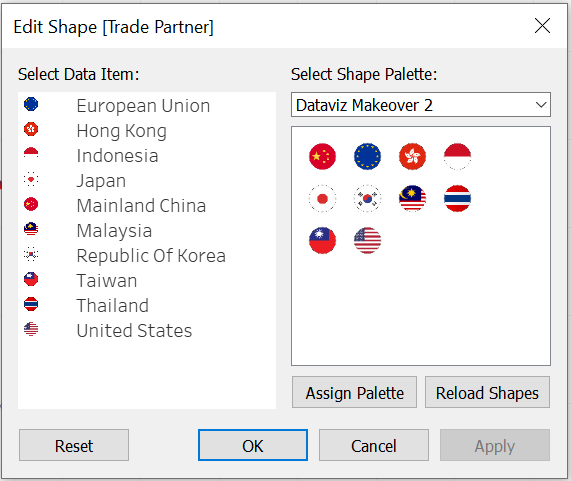 Edit Shape [Trade Partner]
Select Data Item:
European Union
Hong Kong
Indonesia
Japan
Mainland China
Malaysia
Republic Of Korea
Taiwan
Thailand
United States
Select Shape Palette:
Dataviz Makeover 2
Assign Palette
Reload Shapes
Reset
OK
Cancel
Apply